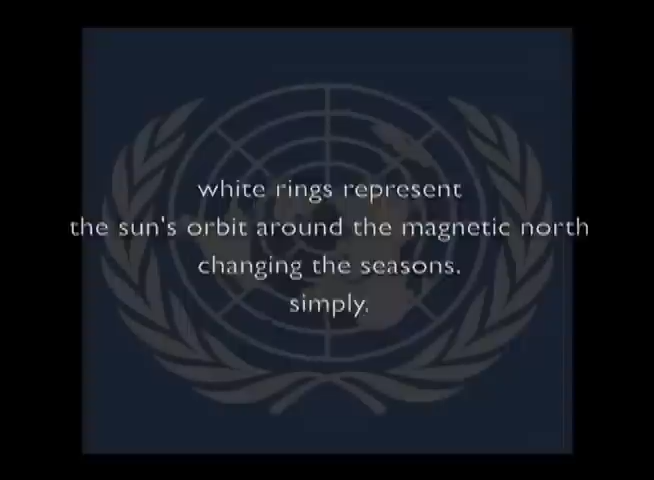 white rings represent
the sun's orbit around the magnetic north
changing the seasons.
simply.